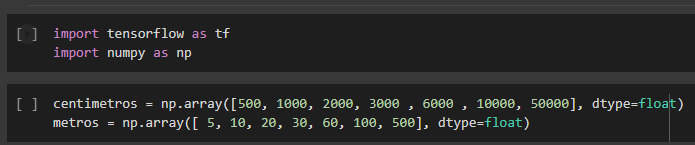 [ ] import tensorflow as tf
import numpy as np
[ ] centimetros = np.array([500, 1000, 2000, 3000 , 6000 , 10000, 50000], dtype=float)
metros = np.array([ 5, 10, 20, 30, 60, 100, 500], dtype=float)